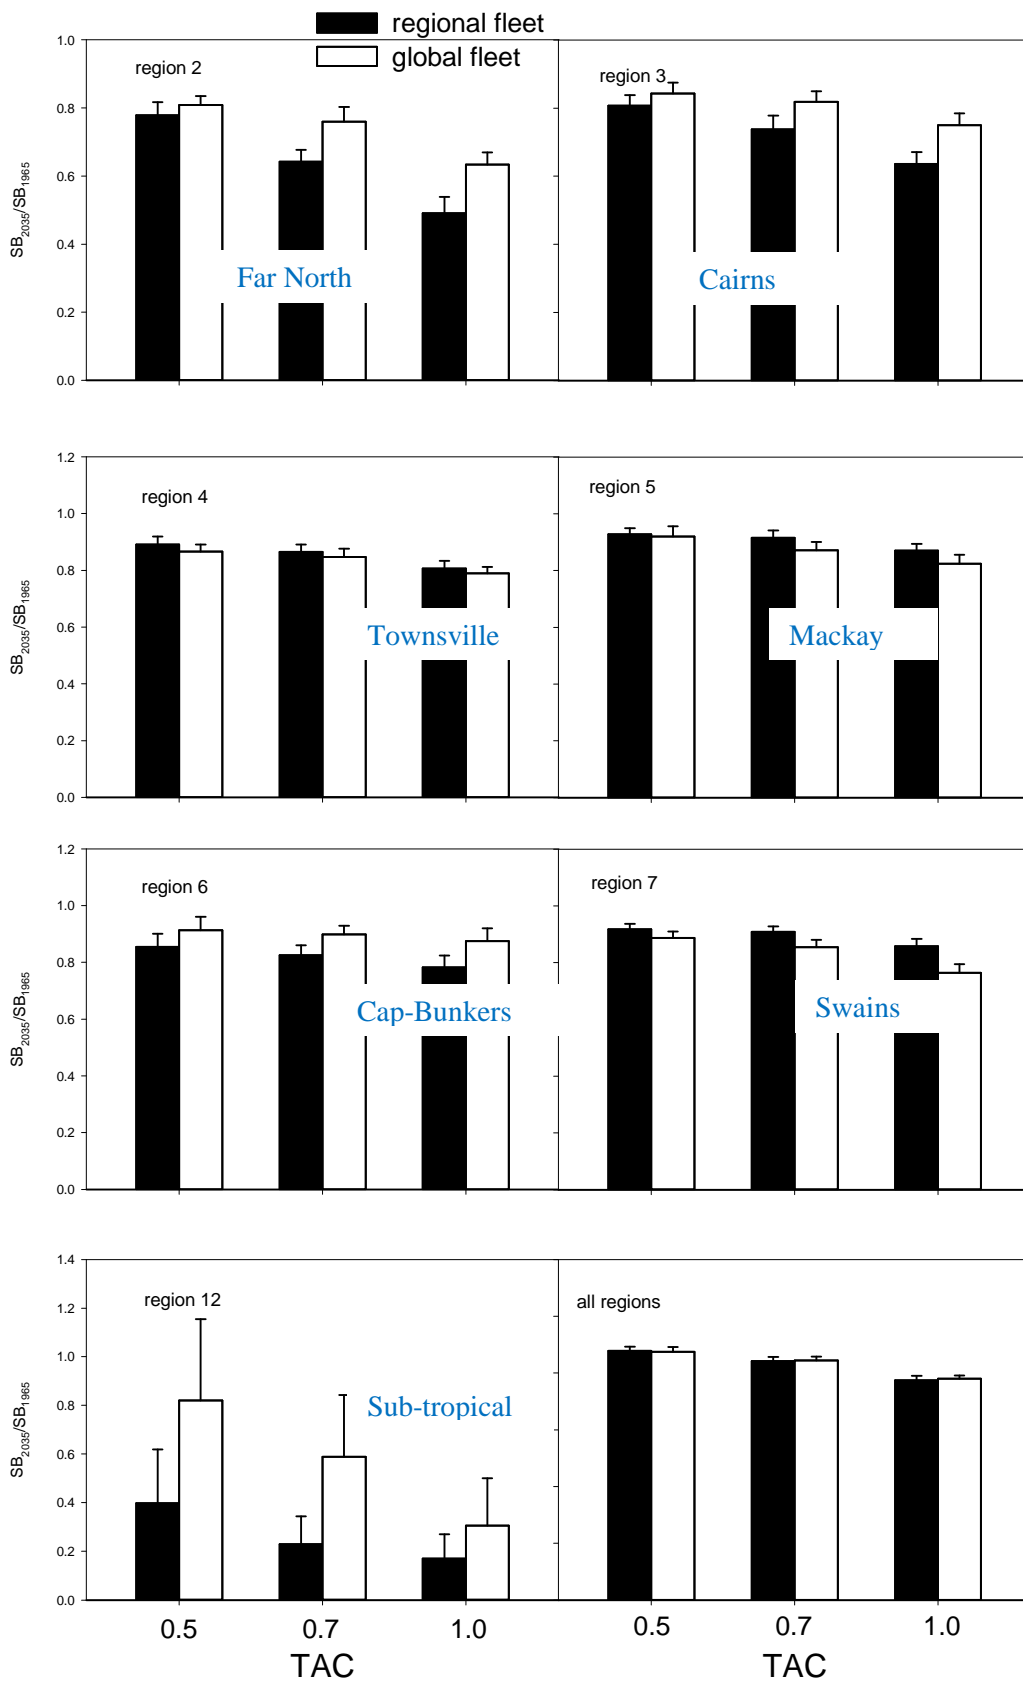 regional fleet
global fleet
region 2
region 3
1.0
0.8
0.6
0.4
0.2
0.0
SB2035/SB1965
Far North
Cairns
region 4
region 5
1.2
1.0
0.8
0.6
0.4
0.2
0.0
SB2035/SB1965
Townsville
Mackay
region 6
region 7
1.2
1.0
0.8
0.6
0.4
0.2
0.0
SB2035/SB1965
Cap-Bunkers
Swains
region 12
all regions
1.4
1.2
1.0
0.8
0.6
0.4
0.2
0.0
SB2035/SB1965
Sub-tropical
0.5 0.7 1.0
0.5 0.7 1.0
TAC
TAC